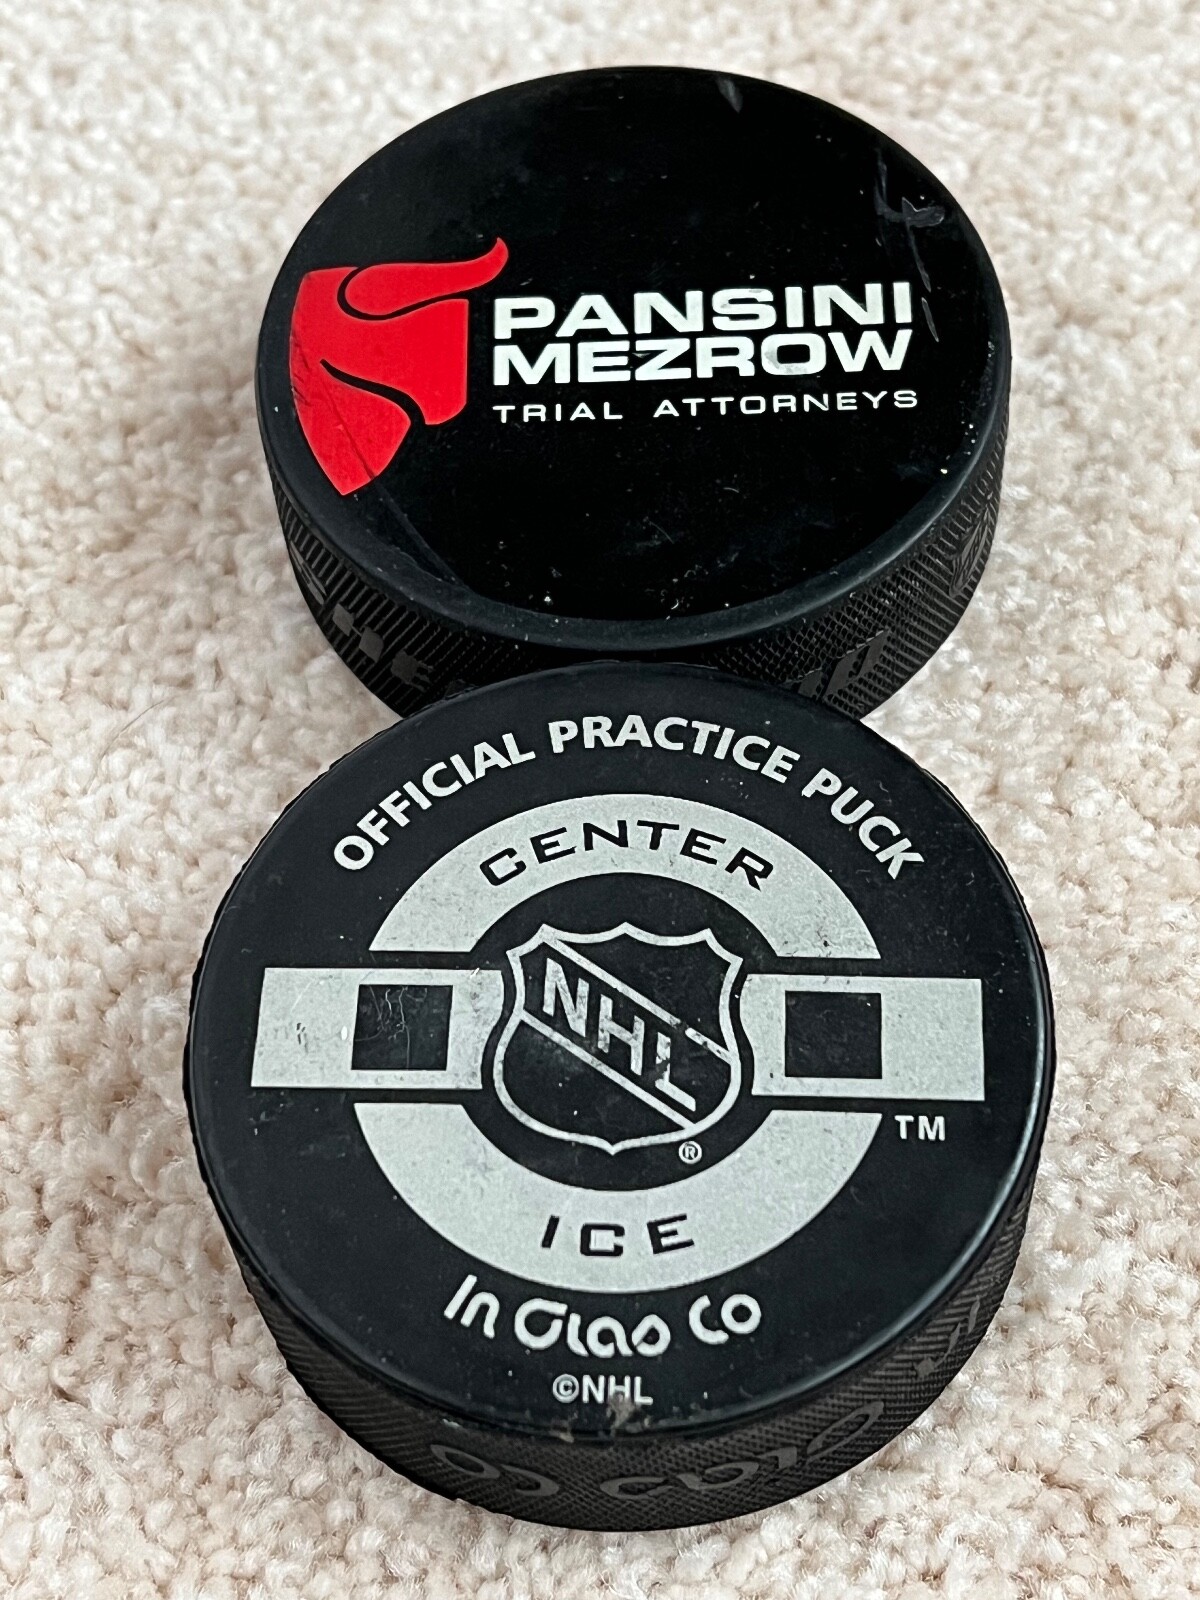 PANSINI
MEZROW
TRIAL ATTORNEYS
OFFICIAL PRACTICE PUCK
CENTER
NHL
®
TM
ICE
In Glas Co
©NHL